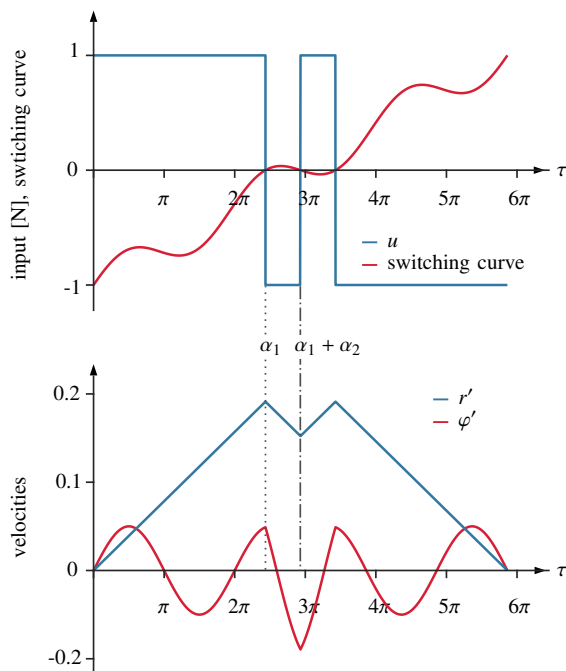 input [N], swtiching curve
1
0
-1
π
2π
3π
4π
5π
6π
τ
u
switching curve
α1
α1 + α2
velocities
0.2
0.1
0
-0.2
π
2π
3π
4π
5π
6π
τ
r′
φ′